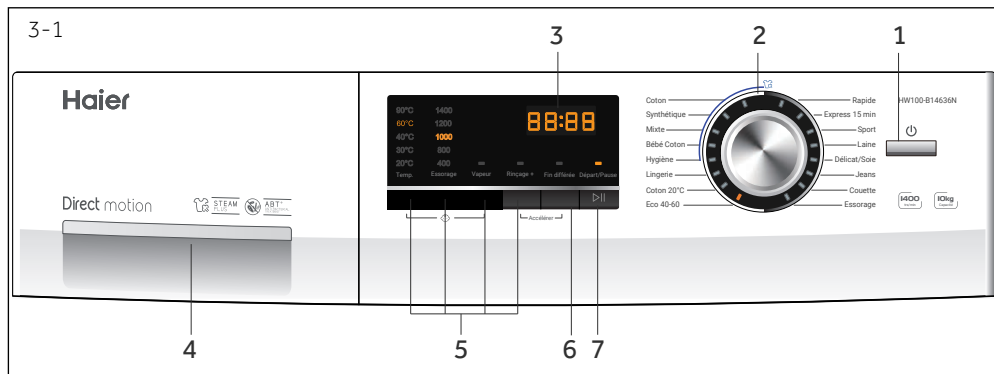 3-1
3
2
1
Haier
90°C 1400
60°C 1200
40°C 1000
30°C 800
20°C 400
88:88
Temp. Essorage Vapeur Rinçage + Fin différée Départ/Pause
Accélérer
Coton
Synthétique
Mixte
Bébé Coton
Hygiène
Lingerie
Coton 20°C
Eco 40-60
Rapide
Express 15 min
Sport
Laine
Délicat/Soie
Jeans
Couette
Essorage
HW100-B14636N
1400
10kg
Capacité
Direct motion
STEAM
PLUS
ABT+
4
5
6
7